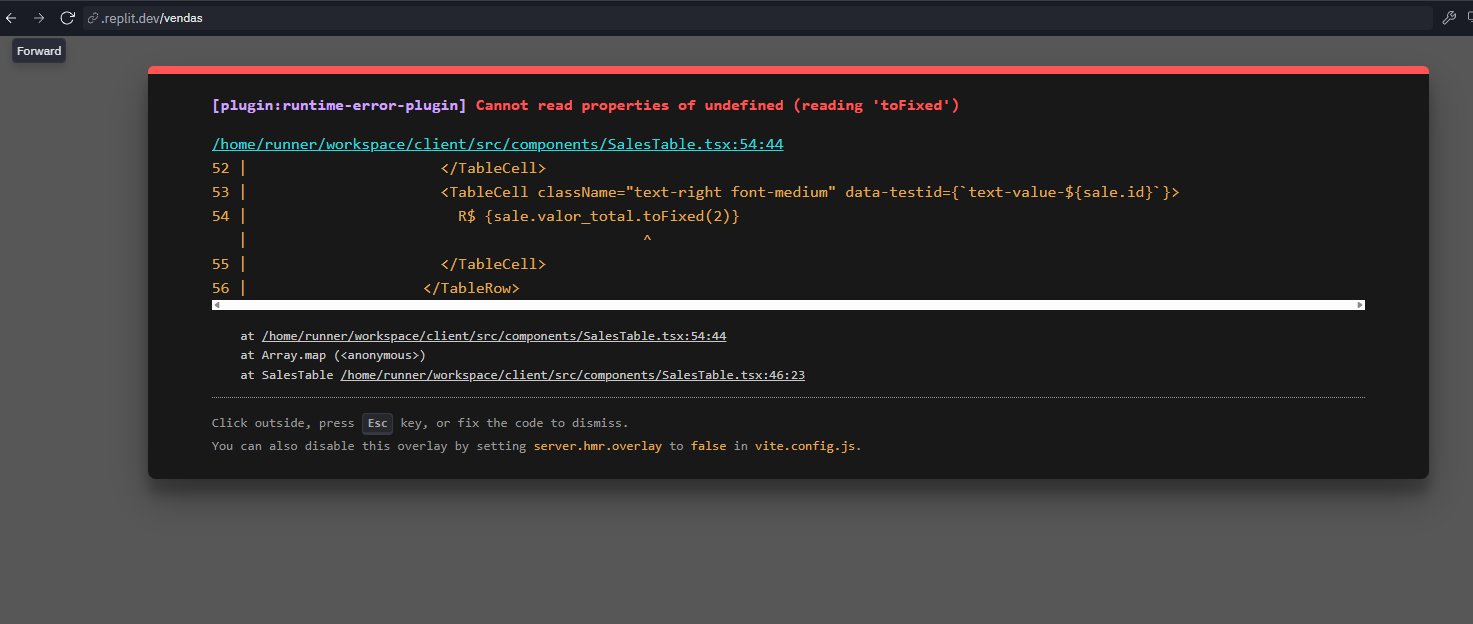 .replit.dev/vendas
Forward
[plugin:runtime-error-plugin] Cannot read properties of undefined (reading 'toFixed')
/home/runner/workspace/client/src/components/SalesTable.tsx:54:44
52 | </TableCell>
53 | <TableCell className="text-right font-medium" data-testid={`text-value-${sale.id}`}>
54 | R$ {sale.valor_total.toFixed(2)}
| ^
55 | </TableCell>
56 | </TableRow>
at /home/runner/workspace/client/src/components/SalesTable.tsx:54:44
at Array.map (<anonymous>)
at SalesTable /home/runner/workspace/client/src/components/SalesTable.tsx:46:23
Click outside, press Esc key, or fix the code to dismiss.
You can also disable this overlay by setting server.hmr.overlay to false in vite.config.js.